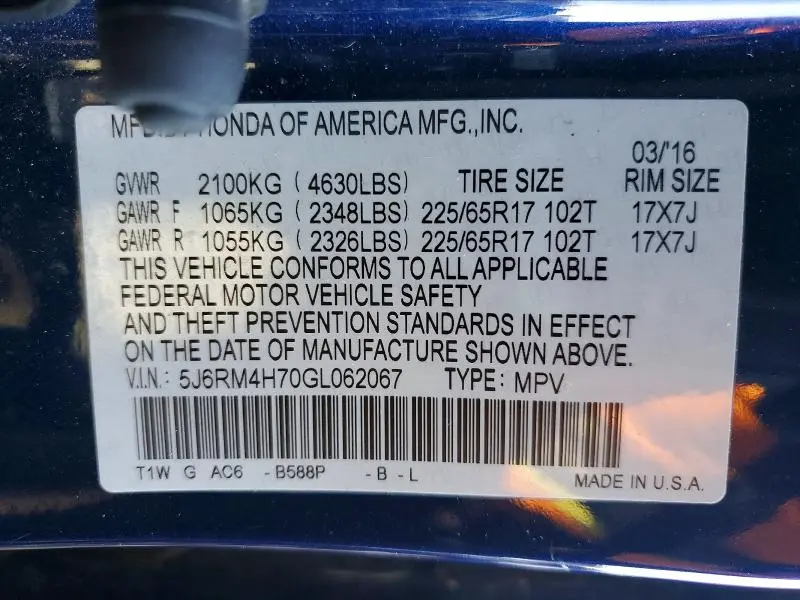 HONDA OF AMERICA MFG.,INC.
03/'16
GVWR 2100KG ( 4630LBS) TIRE SIZE RIM SIZE
GAWR F 1065KG ( 2348LBS) 225/65R17 102T 17X7J
GAWR R 1055KG ( 2326LBS) 225/65R17 102T 17X7J
THIS VEHICLE CONFORMS TO ALL APPLICABLE
FEDERAL MOTOR VEHICLE SAFETY
AND THEFT PREVENTION STANDARDS IN EFFECT
ON THE DATE OF MANUFACTURE SHOWN ABOVE.
V.I.N.: 5J6RM4H70GL062067 TYPE: MPV
T1W G AC6 -B588P -B -L
MADE IN U.S.A.